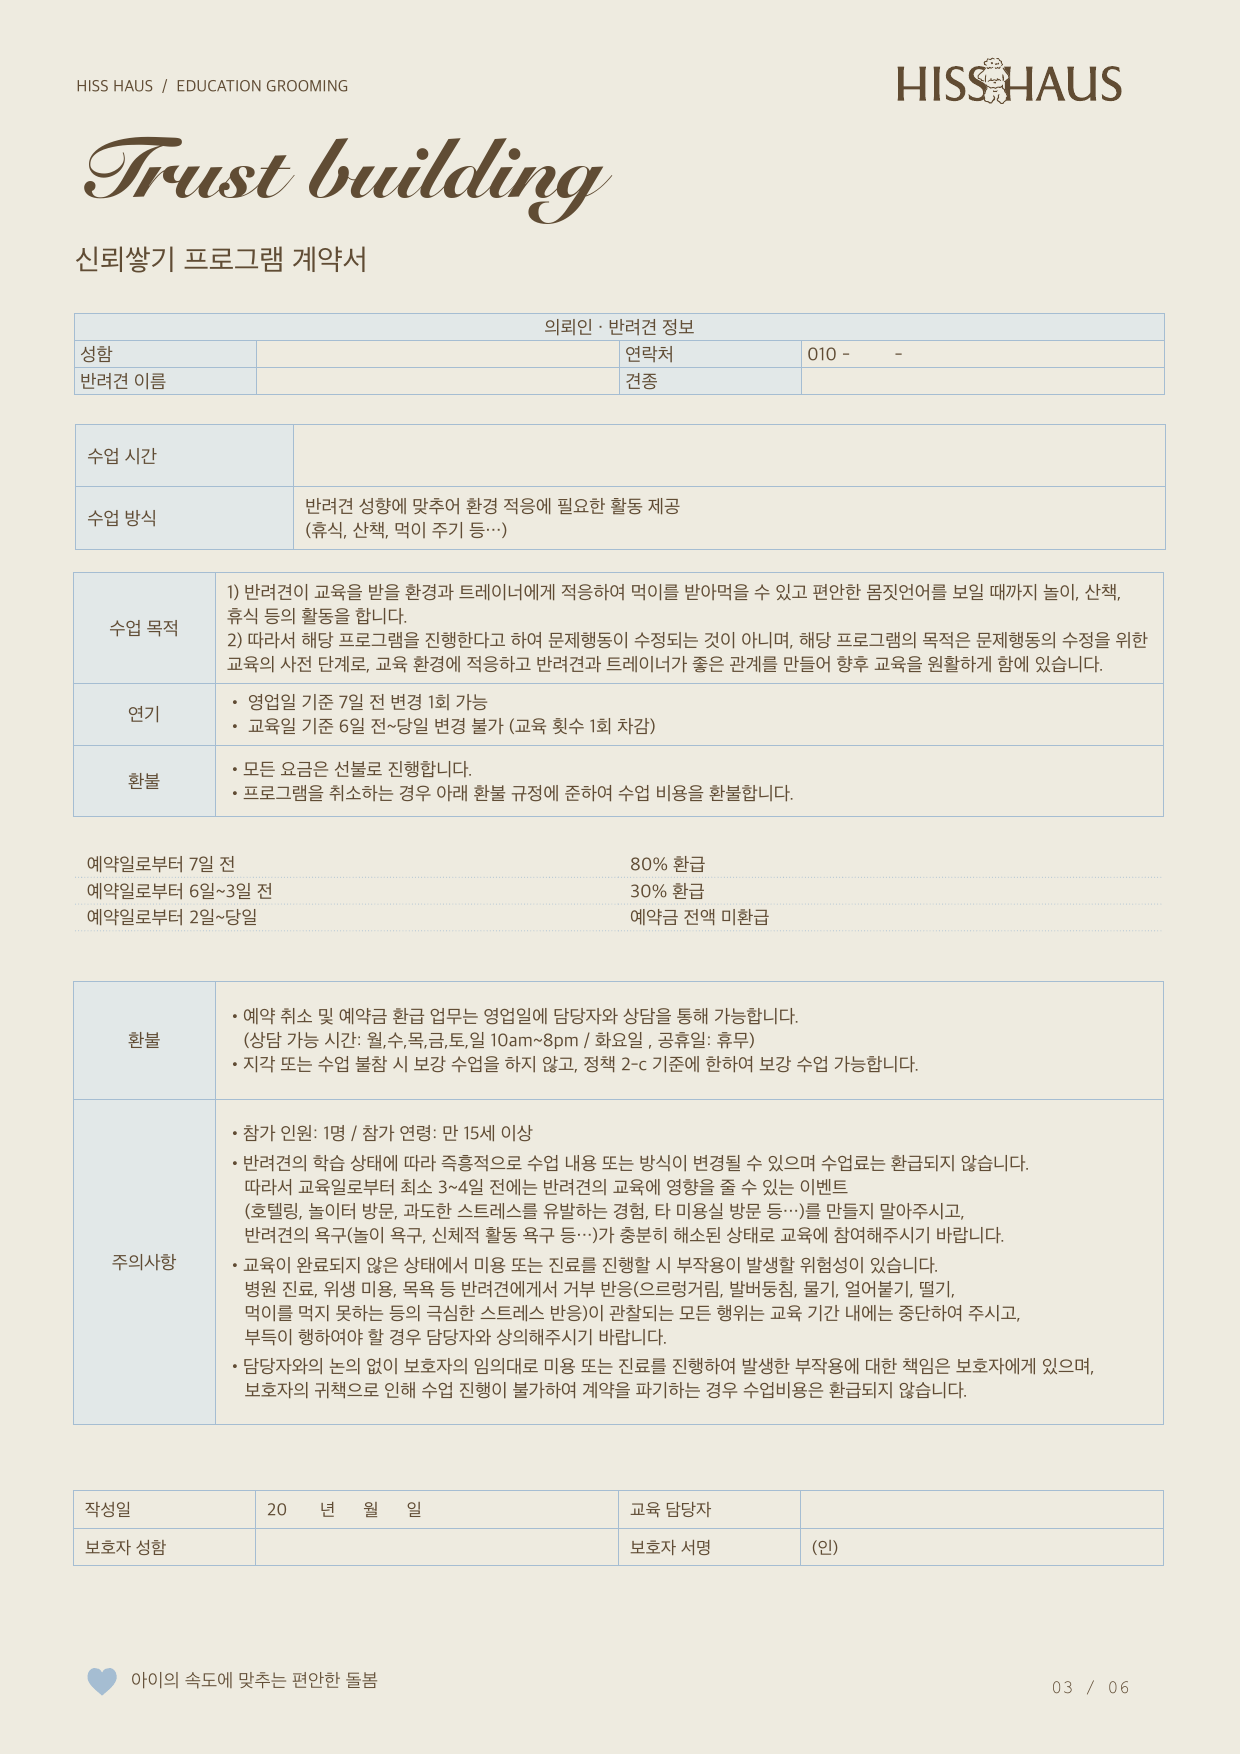 HISS HAUS / EDUCATION GROOMING
HISS HAUS
Trust building
신뢰쌓기 프로그램 계약서
의뢰인 · 반려견 정보
성함 연락처 010 - -
반려견 이름 견종
수업 시간
수업 방식
반려견 성향에 맞추어 환경 적응에 필요한 활동 제공
(휴식, 산책, 먹이 주기 등…)
수업 목적
1) 반려견이 교육을 받을 환경과 트레이너에게 적응하여 먹이를 받아먹을 수 있고 편안한 몸짓언어를 보일 때까지 놀이, 산책,
휴식 등의 활동을 합니다.
2) 따라서 해당 프로그램을 진행한다고 하여 문제행동이 수정되는 것이 아니며, 해당 프로그램의 목적은 문제행동의 수정을 위한
교육의 사전 단계로, 교육 환경에 적응하고 반려견과 트레이너가 좋은 관계를 만들어 향후 교육을 원활하게 함에 있습니다.
연기
• 영업일 기준 7일 전 변경 1회 가능
• 교육일 기준 6일 전~당일 변경 불가 (교육 횟수 1회 차감)
환불
• 모든 요금은 선불로 진행합니다.
• 프로그램을 취소하는 경우 아래 환불 규정에 준하여 수업 비용을 환불합니다.
예약일로부터 7일 전 80% 환급
예약일로부터 6일~3일 전 30% 환급
예약일로부터 2일~당일 예약금 전액 미환급
환불
• 예약 취소 및 예약금 환급 업무는 영업일에 담당자와 상담을 통해 가능합니다.
(상담 가능 시간: 월,수,목,금,토,일 10am~8pm / 화요일 , 공휴일: 휴무)
• 지각 또는 수업 불참 시 보강 수업을 하지 않고, 정책 2-c 기준에 한하여 보강 수업 가능합니다.
주의사항
• 참가 인원: 1명 / 참가 연령: 만 15세 이상
• 반려견의 학습 상태에 따라 즉흥적으로 수업 내용 또는 방식이 변경될 수 있으며 수업료는 환급되지 않습니다.
따라서 교육일로부터 최소 3~4일 전에는 반려견의 교육에 영향을 줄 수 있는 이벤트
(호텔링, 놀이터 방문, 과도한 스트레스를 유발하는 경험, 타 미용실 방문 등…)를 만들지 말아주시고,
반려견의 욕구(놀이 욕구, 신체적 활동 욕구 등…)가 충분히 해소된 상태로 교육에 참여해주시기 바랍니다.
• 교육이 완료되지 않은 상태에서 미용 또는 진료를 진행할 시 부작용이 발생할 위험성이 있습니다.
병원 진료, 위생 미용, 목욕 등 반려견에게서 거부 반응(으르렁거림, 발버둥침, 물기, 얼어붙기, 떨기,
먹이를 먹지 못하는 등의 극심한 스트레스 반응)이 관찰되는 모든 행위는 교육 기간 내에는 중단하여 주시고,
부득이 행하여야 할 경우 담당자와 상의해주시기 바랍니다.
• 담당자와의 논의 없이 보호자의 임의대로 미용 또는 진료를 진행하여 발생한 부작용에 대한 책임은 보호자에게 있으며,
보호자의 귀책으로 인해 수업 진행이 불가하여 계약을 파기하는 경우 수업비용은 환급되지 않습니다.
작성일 20 년 월 일 교육 담당자
보호자 성함 보호자 서명 (인)
아이의 속도에 맞추는 편안한 돌봄
03 / 06